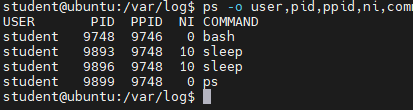 student@ubuntu:/var/log$ ps -o user,pid,ppid,ni,com
USER       PID  PPID  NI COMMAND
student   9748  9746   0 bash
student   9893  9748  10 sleep
student   9896  9748  10 sleep
student   9899  9748   0 ps
student@ubuntu:/var/log$